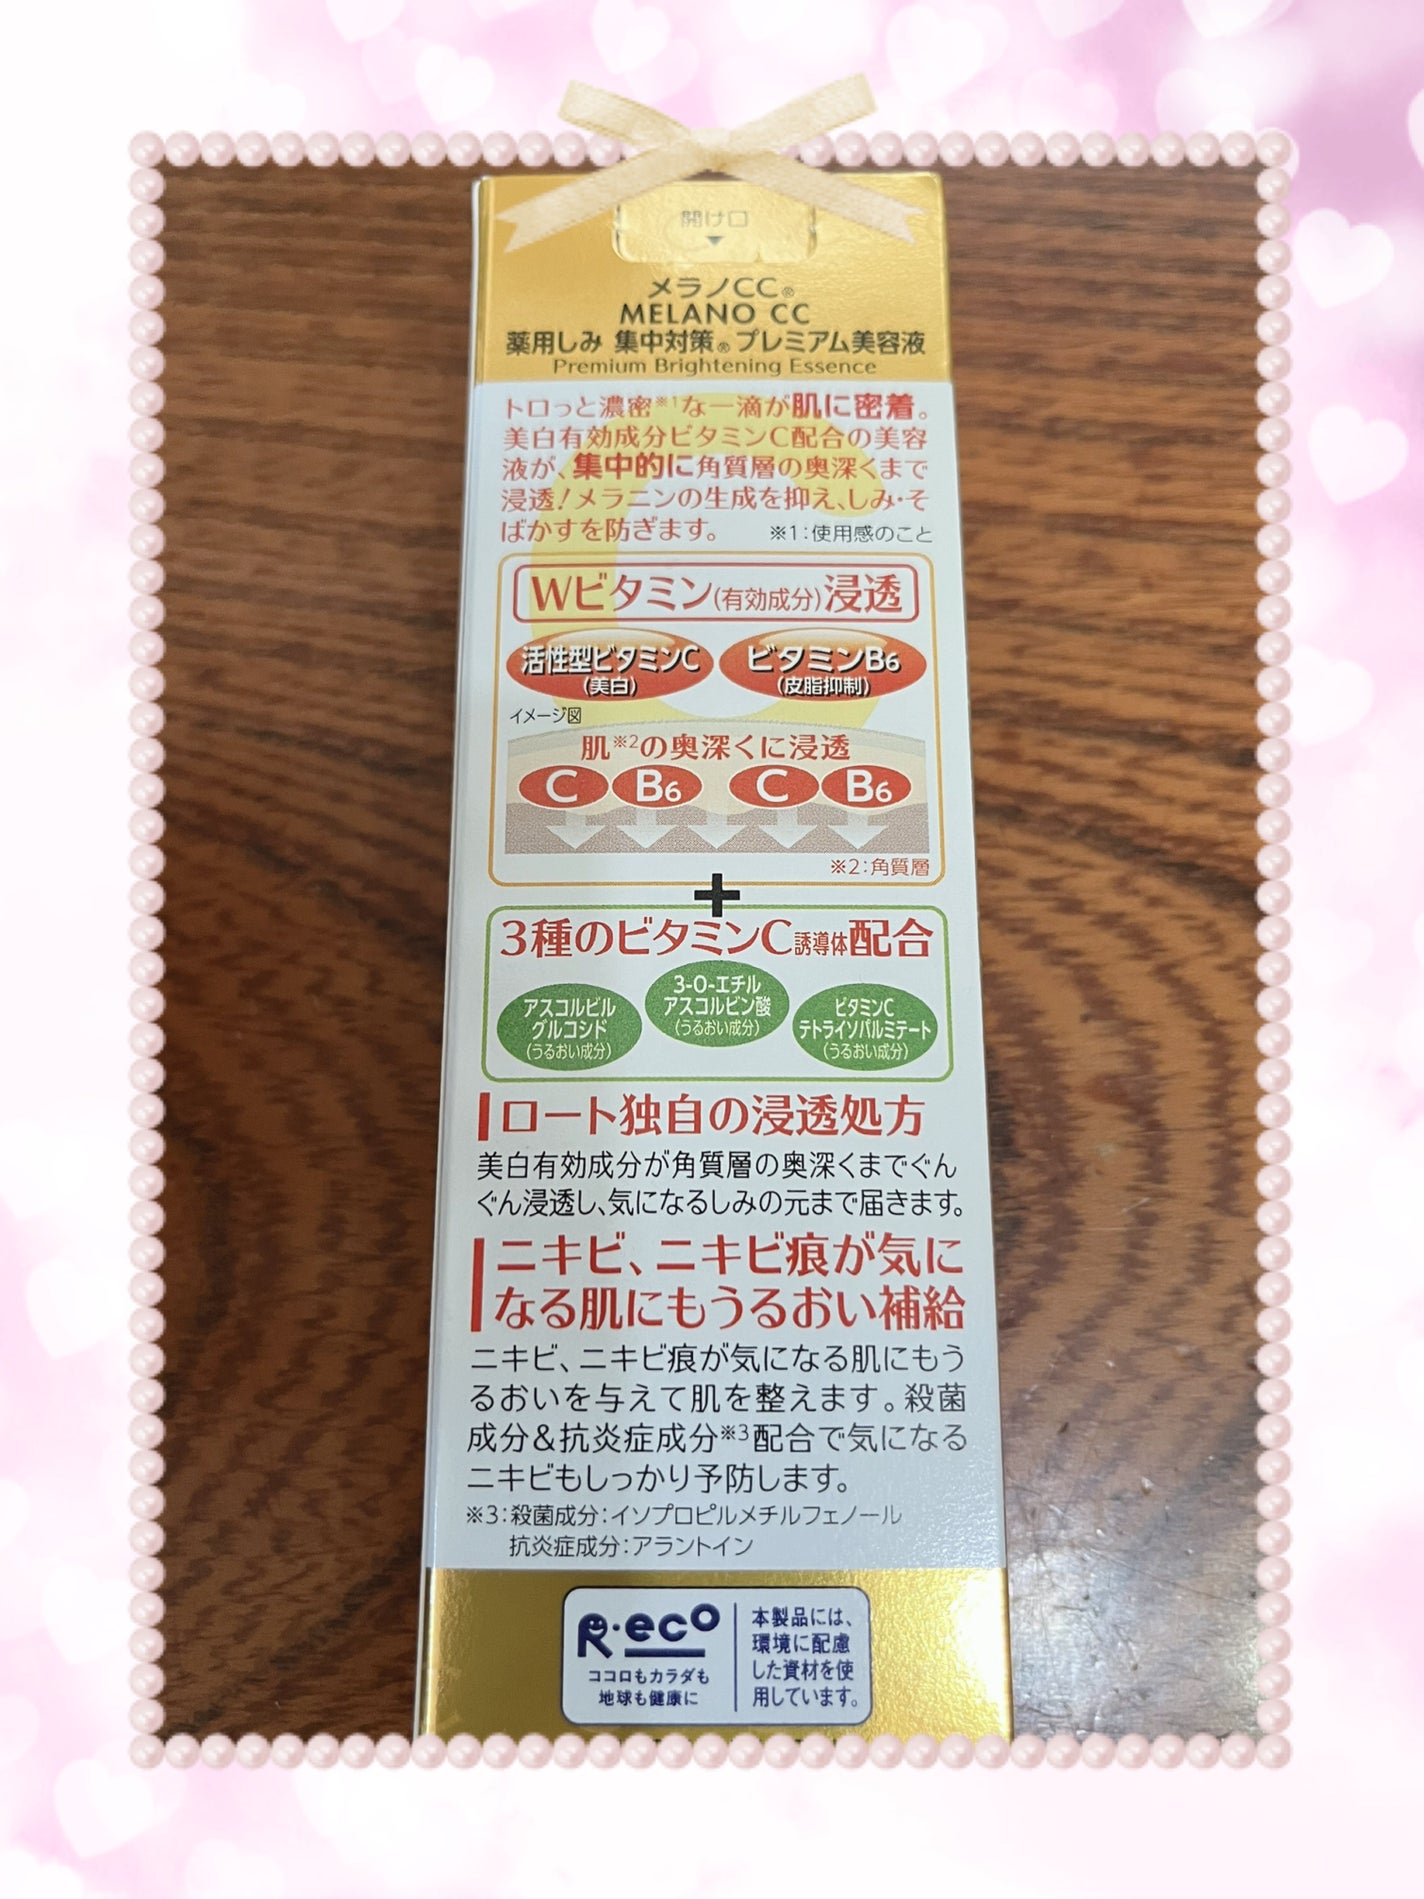 開け口
メラノCC®
MELANO CC
薬用しみ 集中対策® プレミアム美容液
Premium Brightening Essence
トロっと濃密※1な一滴が肌に密着。
美白有効成分ビタミンC配合の美容
液が、集中的に角質層の奥深くまで
浸透!メラニンの生成を抑え、しみ・そ
ばかすを防ぎます。 ※1:使用感のこと
Wビタミン(有効成分)浸透
活性型ビタミンC ビタミンB6
(美白) (皮脂抑制)
イメージ図
肌※2の奥深くに浸透
C B6 C B6
※2:角質層
+
3種のビタミンC誘導体配合
アスコルビル
グルコシド
(うるおい成分)
3-O-エチル
アスコルビン酸
(うるおい成分)
ビタミンC
テトライソパルミテート
(うるおい成分)
ロート独自の浸透処方
美白有効成分が角質層の奥深くまでぐん
ぐん浸透し、気になるしみの元まで届きます。
ニキビ、ニキビ痕が気に
なる肌にもうるおい補給
ニキビ、ニキビ痕が気になる肌にもう
るおいを与えて肌を整えます。殺菌
成分&抗炎症成分※3配合で気になる
ニキビもしっかり予防します。
※3:殺菌成分:イソプロピルメチルフェノール
抗炎症成分:アラントイン
R・eco
ココロもカラダも
地球も健康に
本製品には、
環境に配慮
した資材を使
用しています。